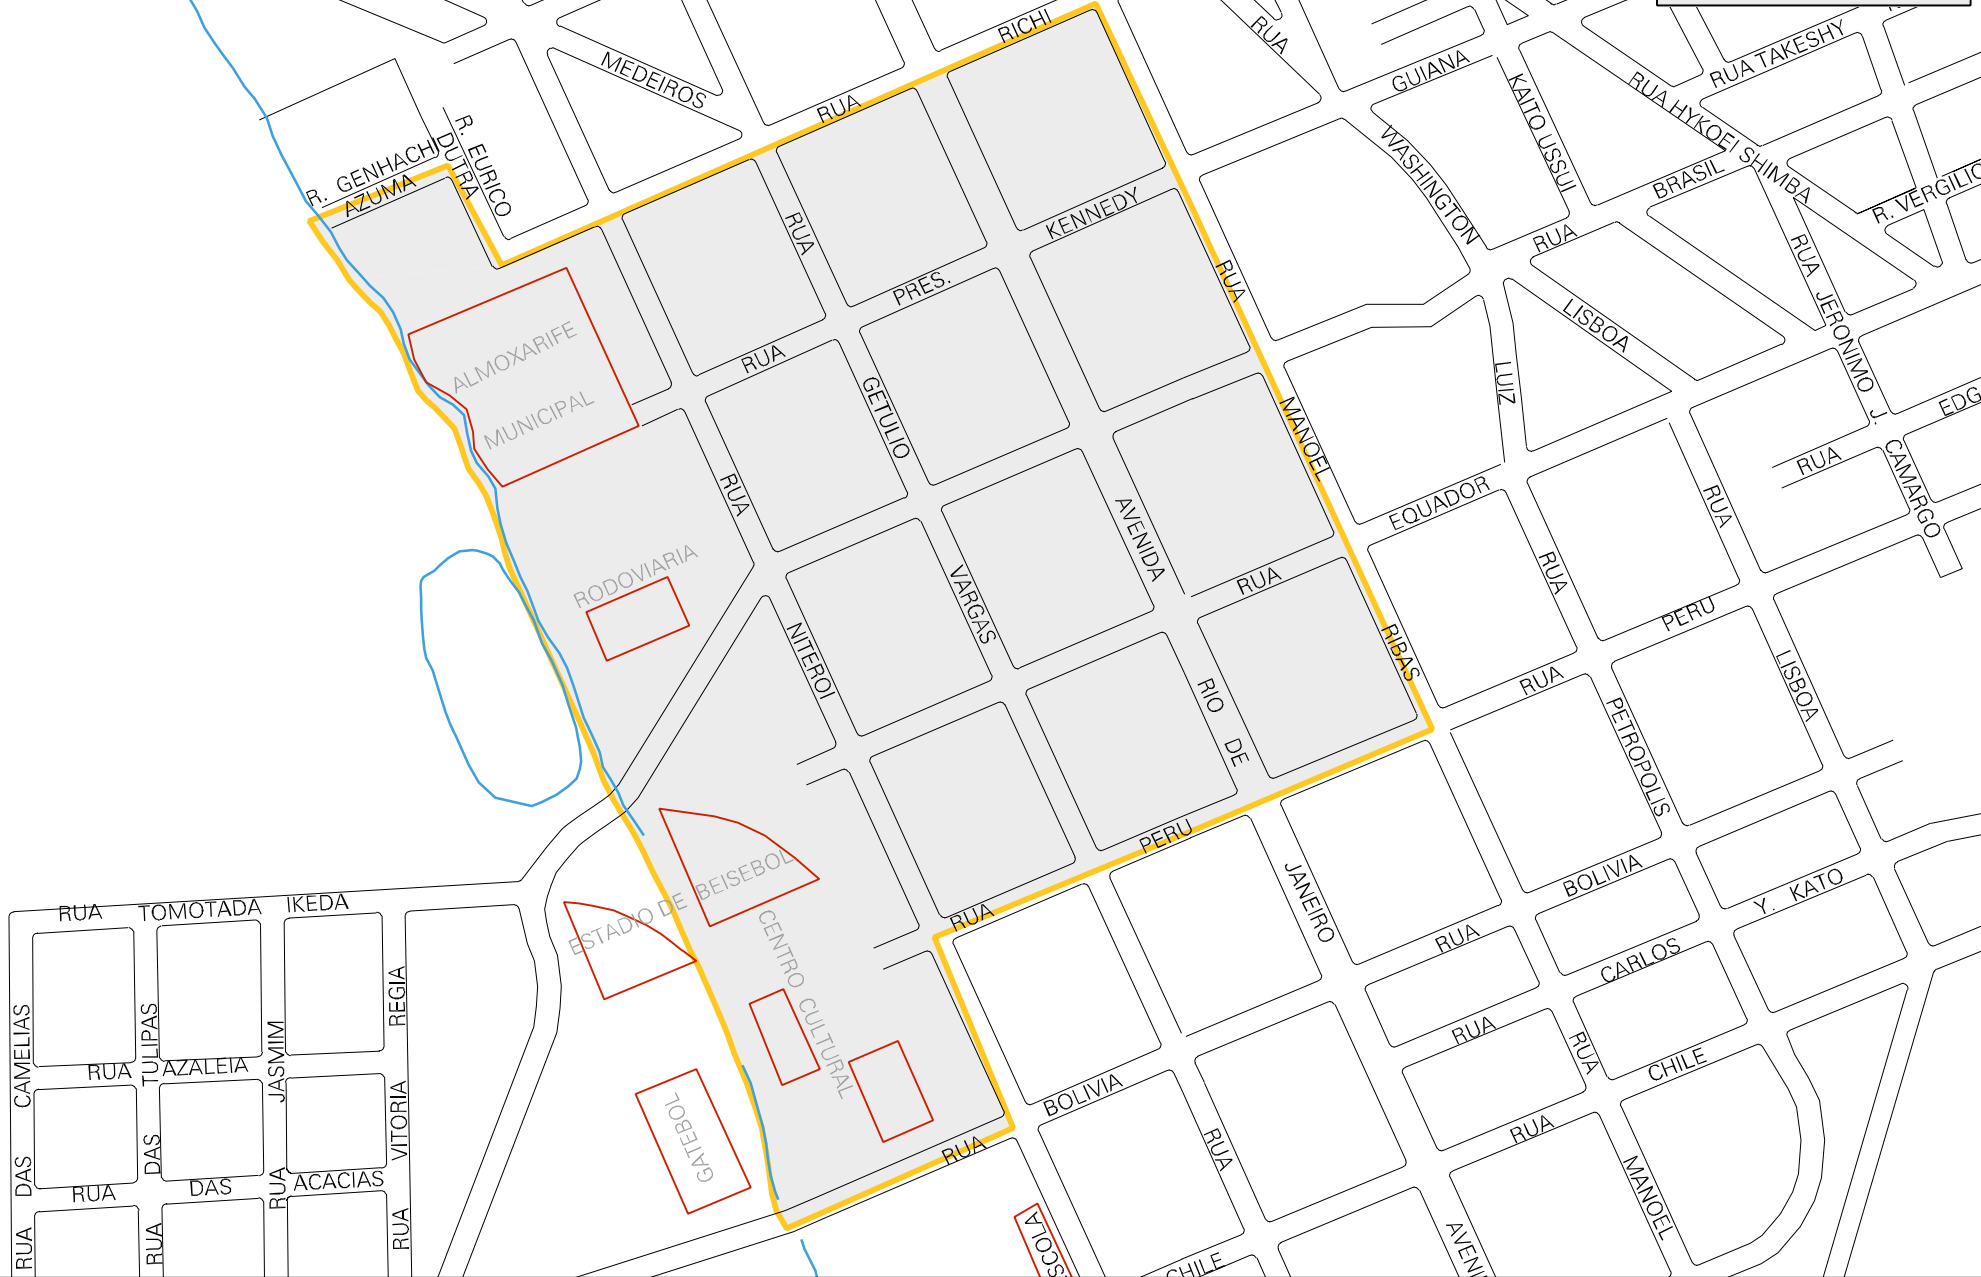 RICHI
RUA
MEDEIROS
RUA
GUIANA
KAITO USSUI
RUA TAKESHY
RUA HYKOEI SHIMBA
R. EURICO
DUTRA
R. GENHACHI
AZUMA
WASHINGTON
BRASIL
R. VERGILIO
KENNEDY
RUA
RUA
RUA
RUA JERONIMO J. CAMARGO
PRES.
LISBOA
ALMOXARIFE
MUNICIPAL
RUA
GETULIO
LUIZ
MANOEL
EDG
RUA
RUA
AVENIDA
EQUADOR
RUA
RODOVIARIA
VARGAS
RUA
RUA
NITEROI
RIBAS
PERU
RIO DE
RUA
LISBOA
PETROPOLIS
PERU
ESTADIO DE BEISEBOL
BOLIVIA
Y. KATO
RUA
TOMOTADA
IKEDA
RUA
JANEIRO
RUA
CARLOS
CENTRO CULTURAL
REGIA
CAMELIAS
TULIPAS
JASMIM
RUA
AZALEIA
RUA
RUA
CHILE
BOLIVIA
VITORIA
GATEBOL
RUA
RUA
RUA
DAS
DAS
RUA
DAS
ACACIAS
RUA
MANOEL
RUA
RUA
RUA
ESCOLA
CHILE
AVENI